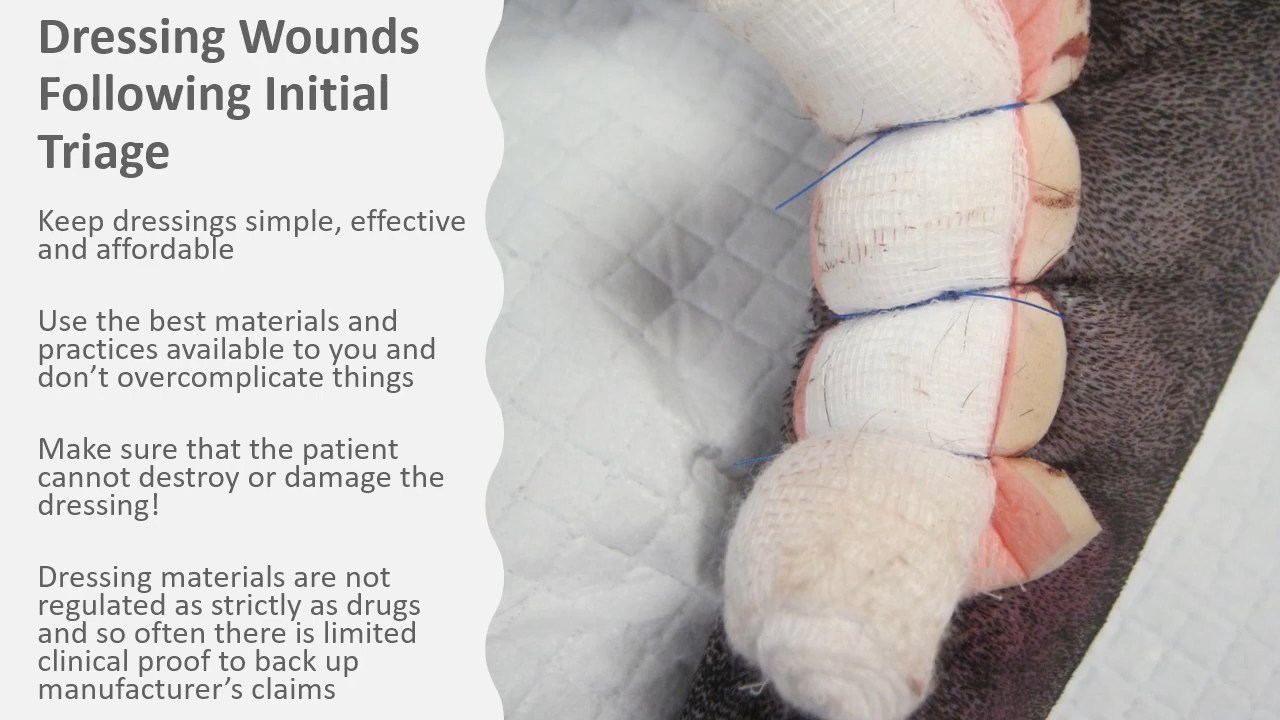 Dressing Wounds
Following Initial
Triage
Keep dressings simple, effective
and affordable
Use the best materials and
practices available to you and
don’t overcomplicate things
Make sure that the patient
cannot destroy or damage the
dressing!
Dressing materials are not
regulated as strictly as drugs
and so often there is limited
clinical proof to back up
manufacturer’s claims